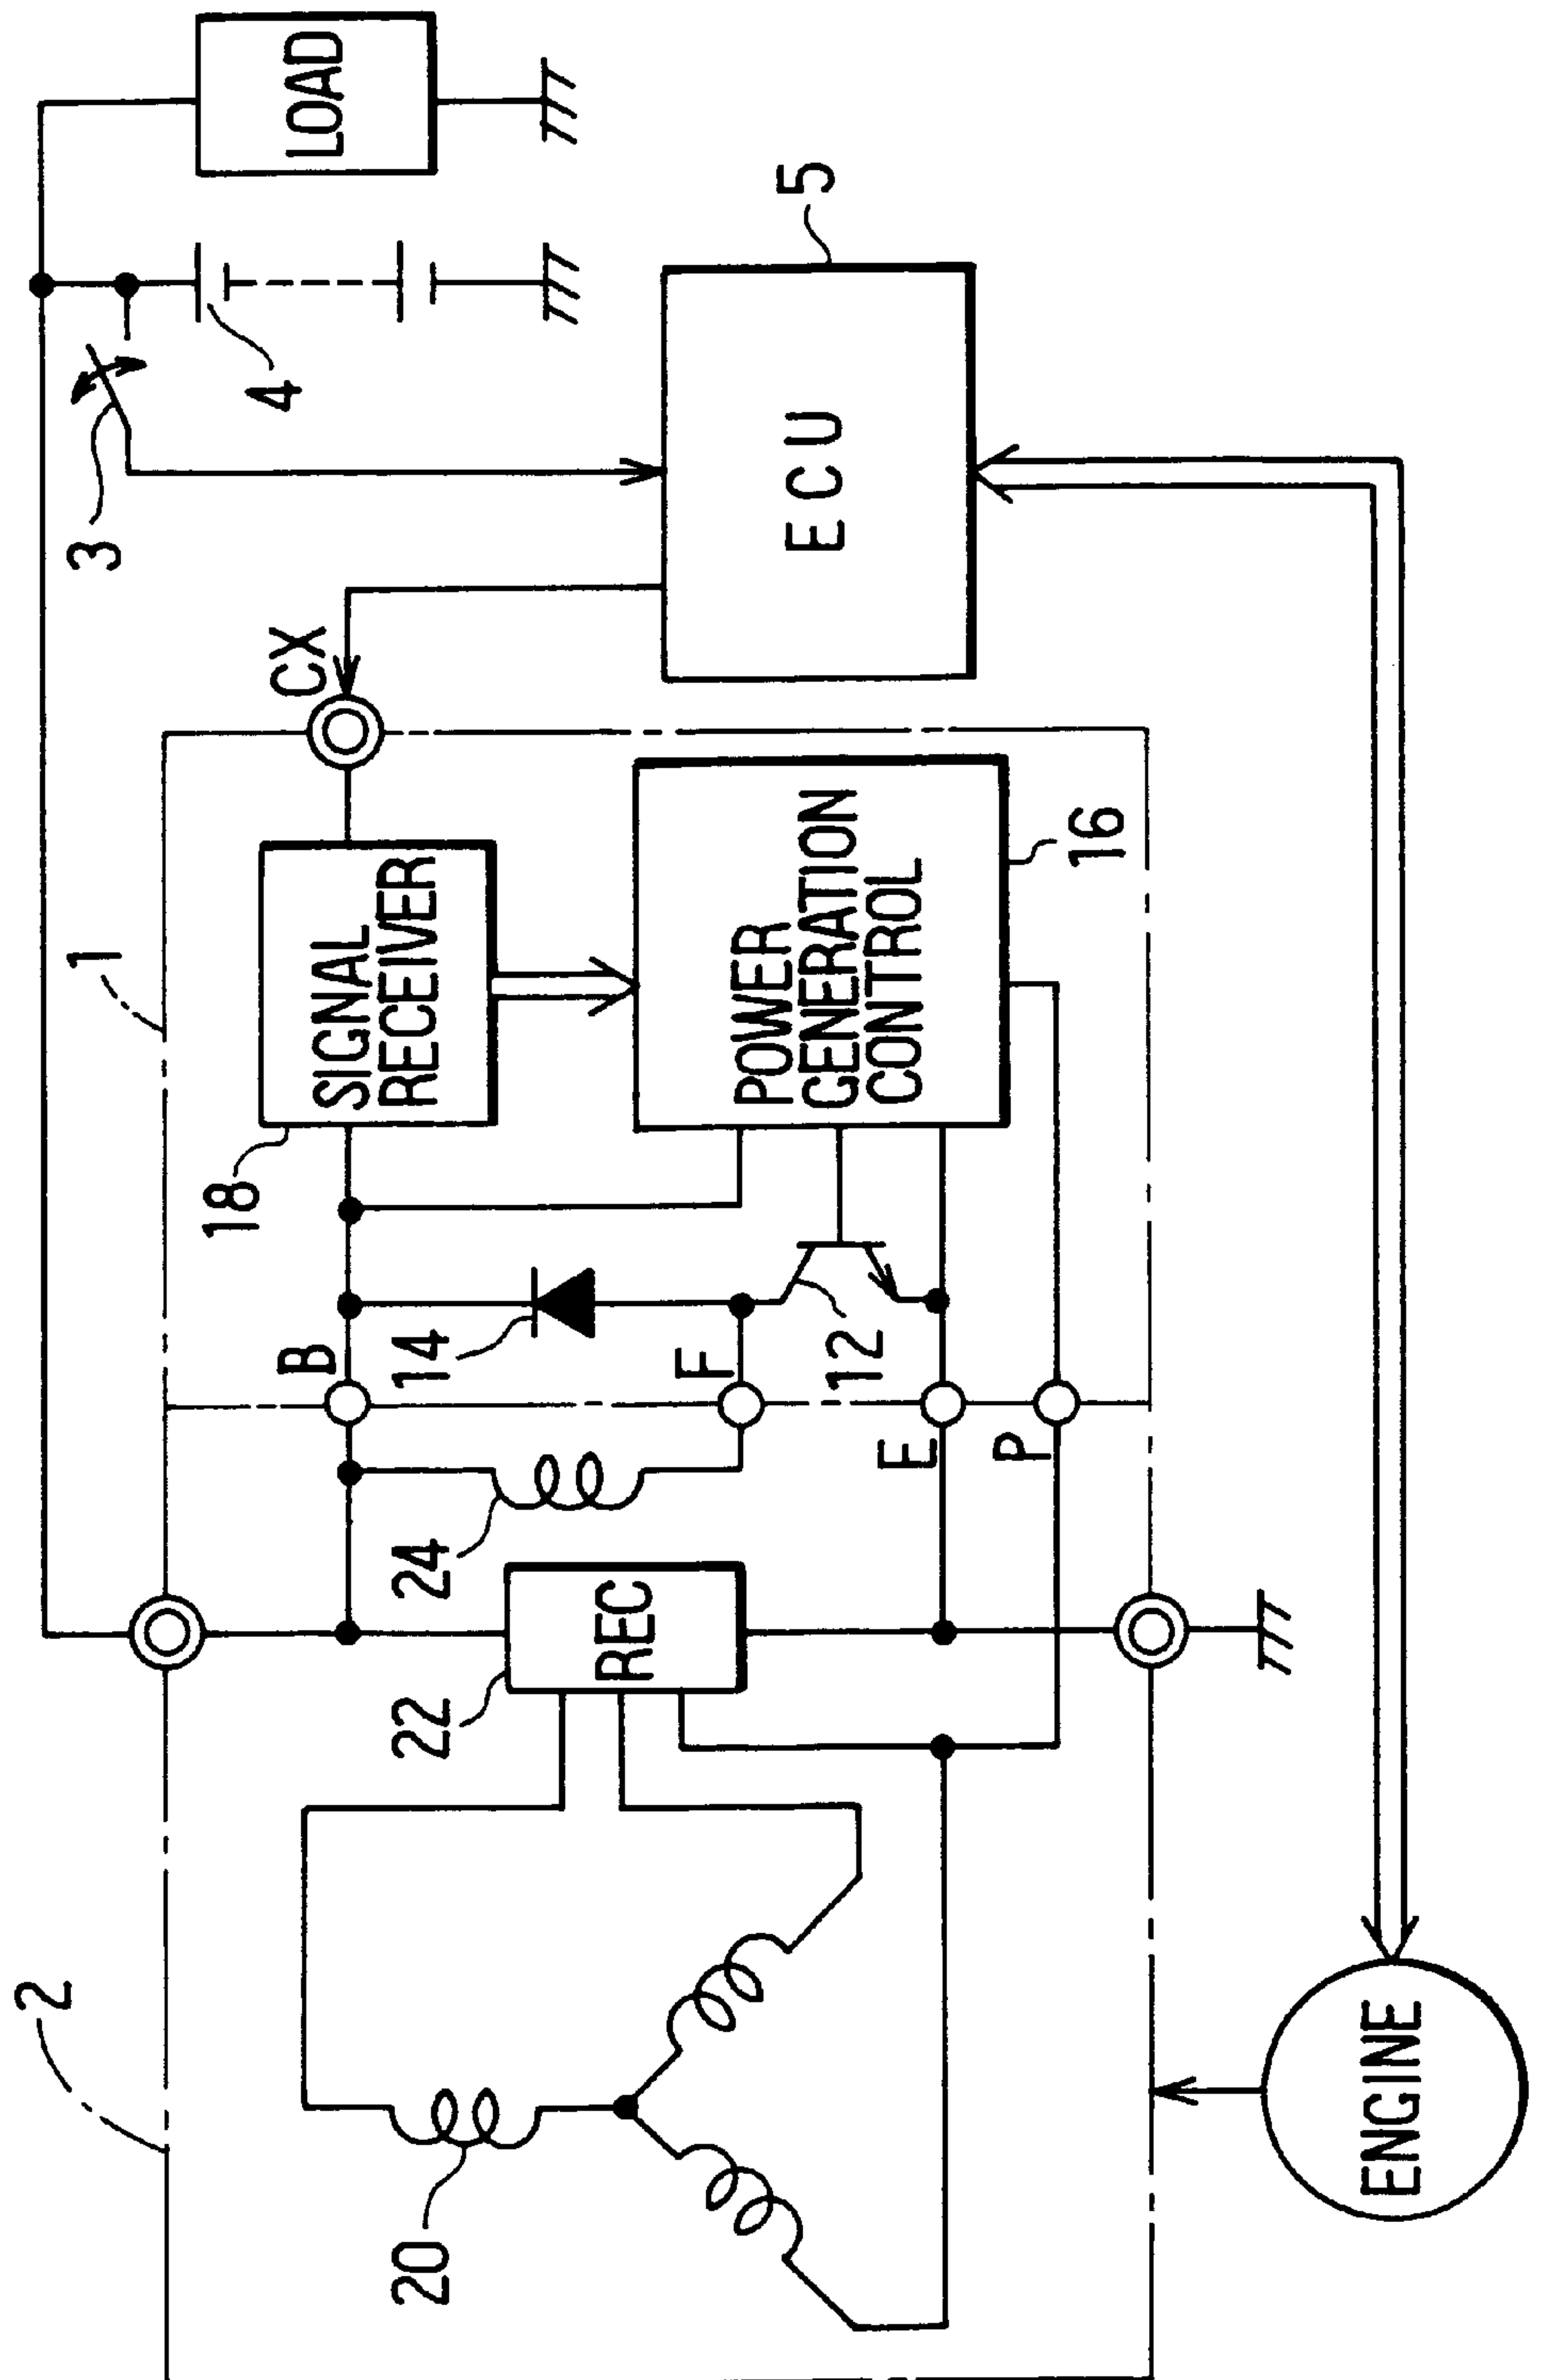 2
20
22
REC
24
B
F
E
P
14
12
18
SIGNAL
RECEIVER
1
POWER
GENERATION
CONTROL
16
CX
3
4
ECU
5
LOAD
ENGINE